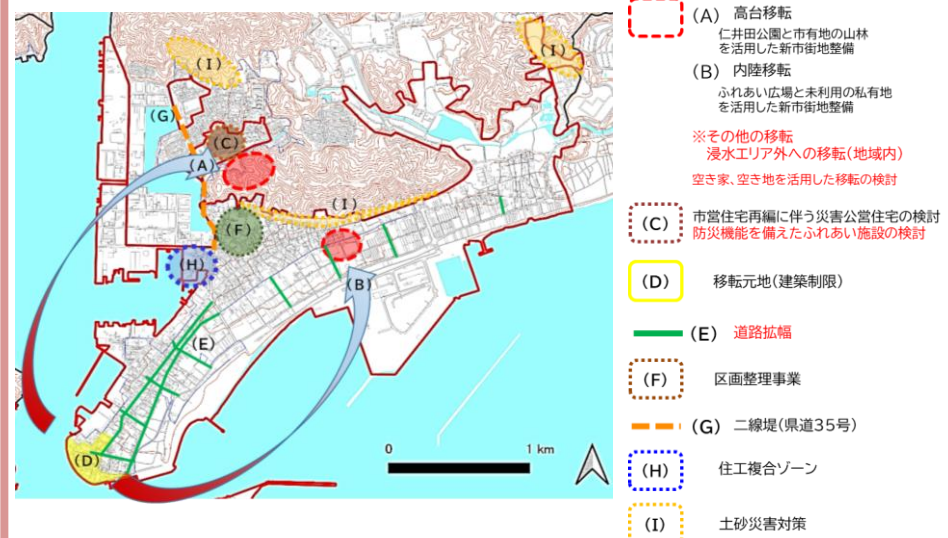 (I)
(I)
(G)
(C)
(A)
(I)
(F)
(H)
(B)
(E)
(D)
0
1 km
(A) 高台移転
仁井田公園と市有地の山林
を活用した新市街地整備
(B) 内陸移転
ふれあい広場と未利用の私有地
を活用した新市街地整備
※その他の移転
浸水エリア外への移転(地域内)
空き家、空き地を活用した移転の検討
(C) 市営住宅再編に伴う災害公営住宅の検討
防災機能を備えたふれあい施設の検討
(D) 移転元地(建築制限)
(E) 道路拡幅
(F) 区画整理事業
(G) 二線堤(県道35号)
(H) 住工複合ゾーン
(I) 土砂災害対策